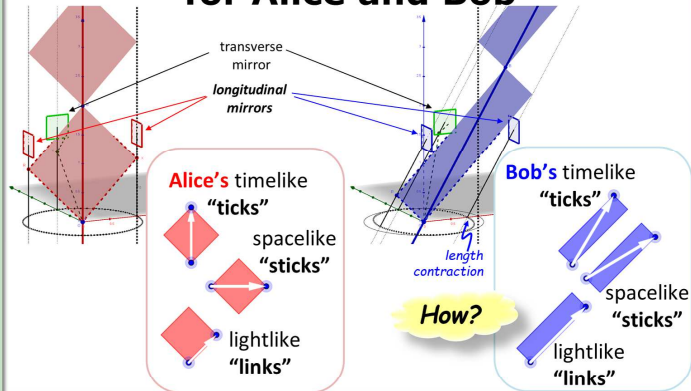 for Alice and Bob
transverse
mirror
longitudinal
mirrors
Alice's timelike
"ticks"
spacelike
"sticks"
lightlike
"links"
length
contraction
How?
Bob's timelike
"ticks"
spacelike
"sticks"
lightlike
"links"